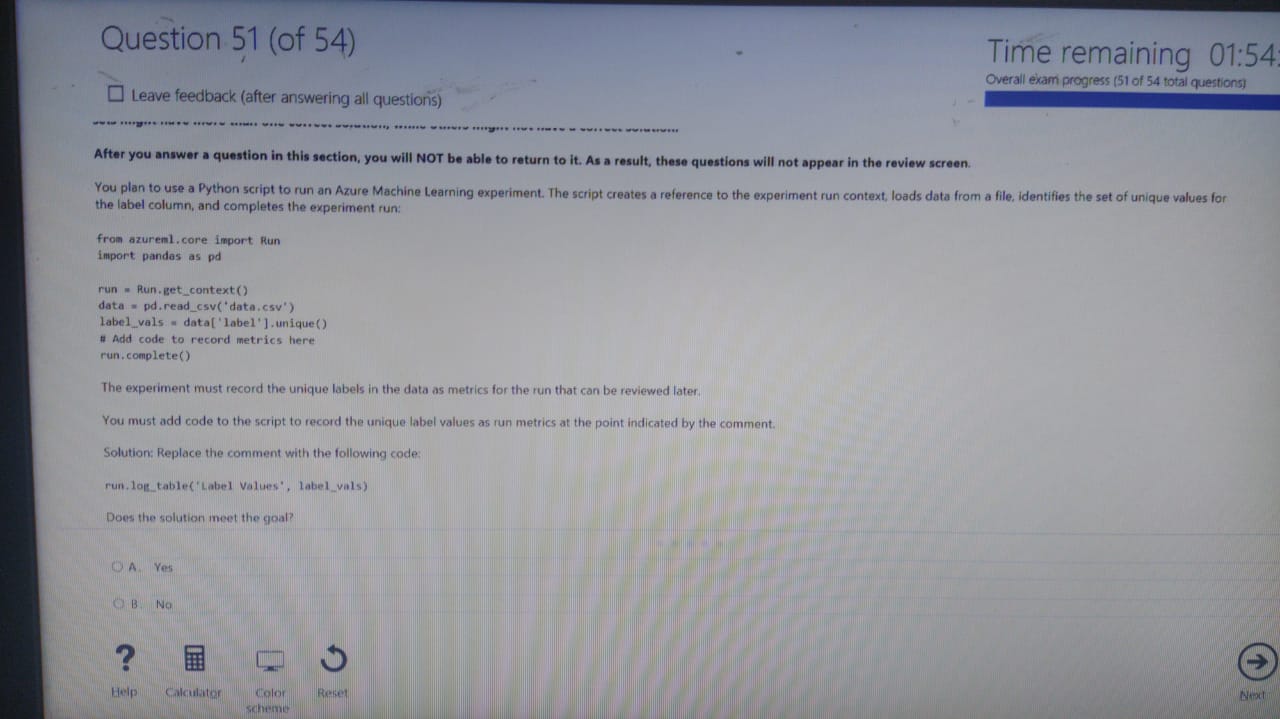 Question 51 (of 54)
Time remaining 01:54:
Leave feedback (after answering all questions)
Overall exam progress (51 of 54 total questions)
After you answer a question in this section, you will NOT be able to return to it. As a result, these questions will not appear in the review screen.
You plan to use a Python script to run an Azure Machine Learning experiment. The script creates a reference to the experiment run context, loads data from a file, identifies the set of unique values for
the label column, and completes the experiment run:
from azureml.core import Run
import pandas as pd
run = Run.get_context()
data = pd.read_csv('data.csv')
label_vals = data['label'].unique()
# Add code to record metrics here
run.complete()
The experiment must record the unique labels in the data as metrics for the run that can be reviewed later.
You must add code to the script to record the unique label values as run metrics at the point indicated by the comment.
Solution: Replace the comment with the following code:
run.log_table('Label Values', label_vals)
Does the solution meet the goal?
A. Yes
B. No
?
Help
Calculator
Color
scheme
Reset
Next